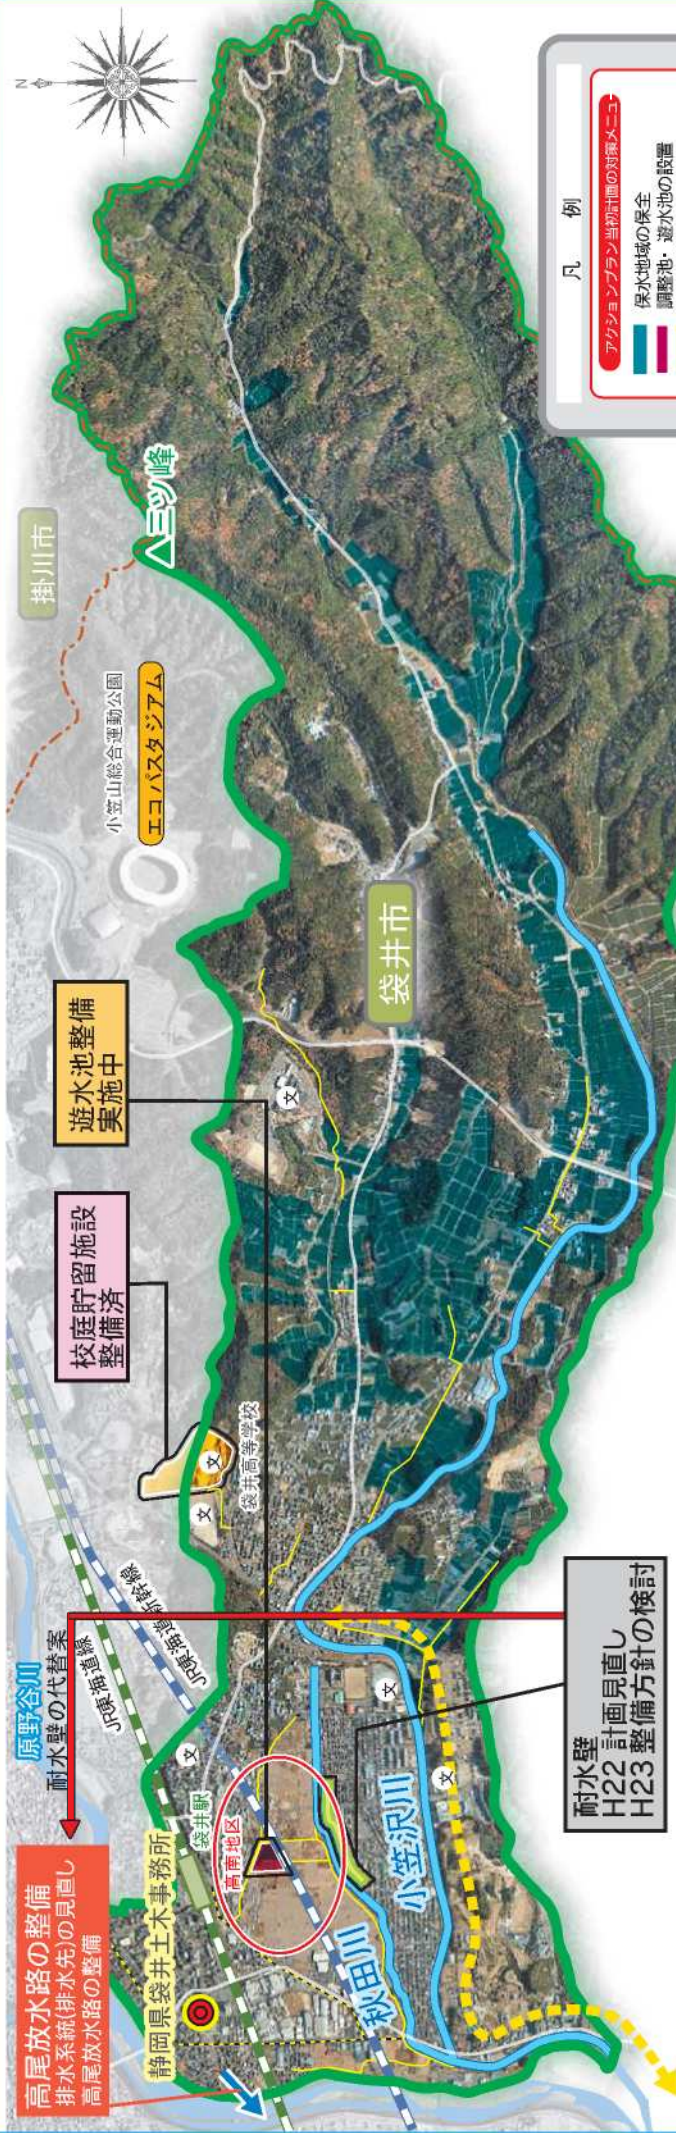 N
掛川市
三ツ峰
小笠山総合運動公園
エコパスタジアム
遊水池整備
実施中
袋井市
文
校庭貯留施設
整備済
文
文
袋井高等学校
原野谷川
耐水壁の代替案
JR東海道線
JR東海道新幹線
高尾放水路の整備
排水系統(排水先)の見直し
高尾放水路の整備
静岡県袋井土木事務所
袋井駅
文
高南地区
秋田川
小笠沢川
文
文
耐水壁
H22 計画見直し
H23 整備方針の検討
凡 例
アクションプラン当初計画の対策メニュー
保水地域の保全
調整池・遊水池の設置